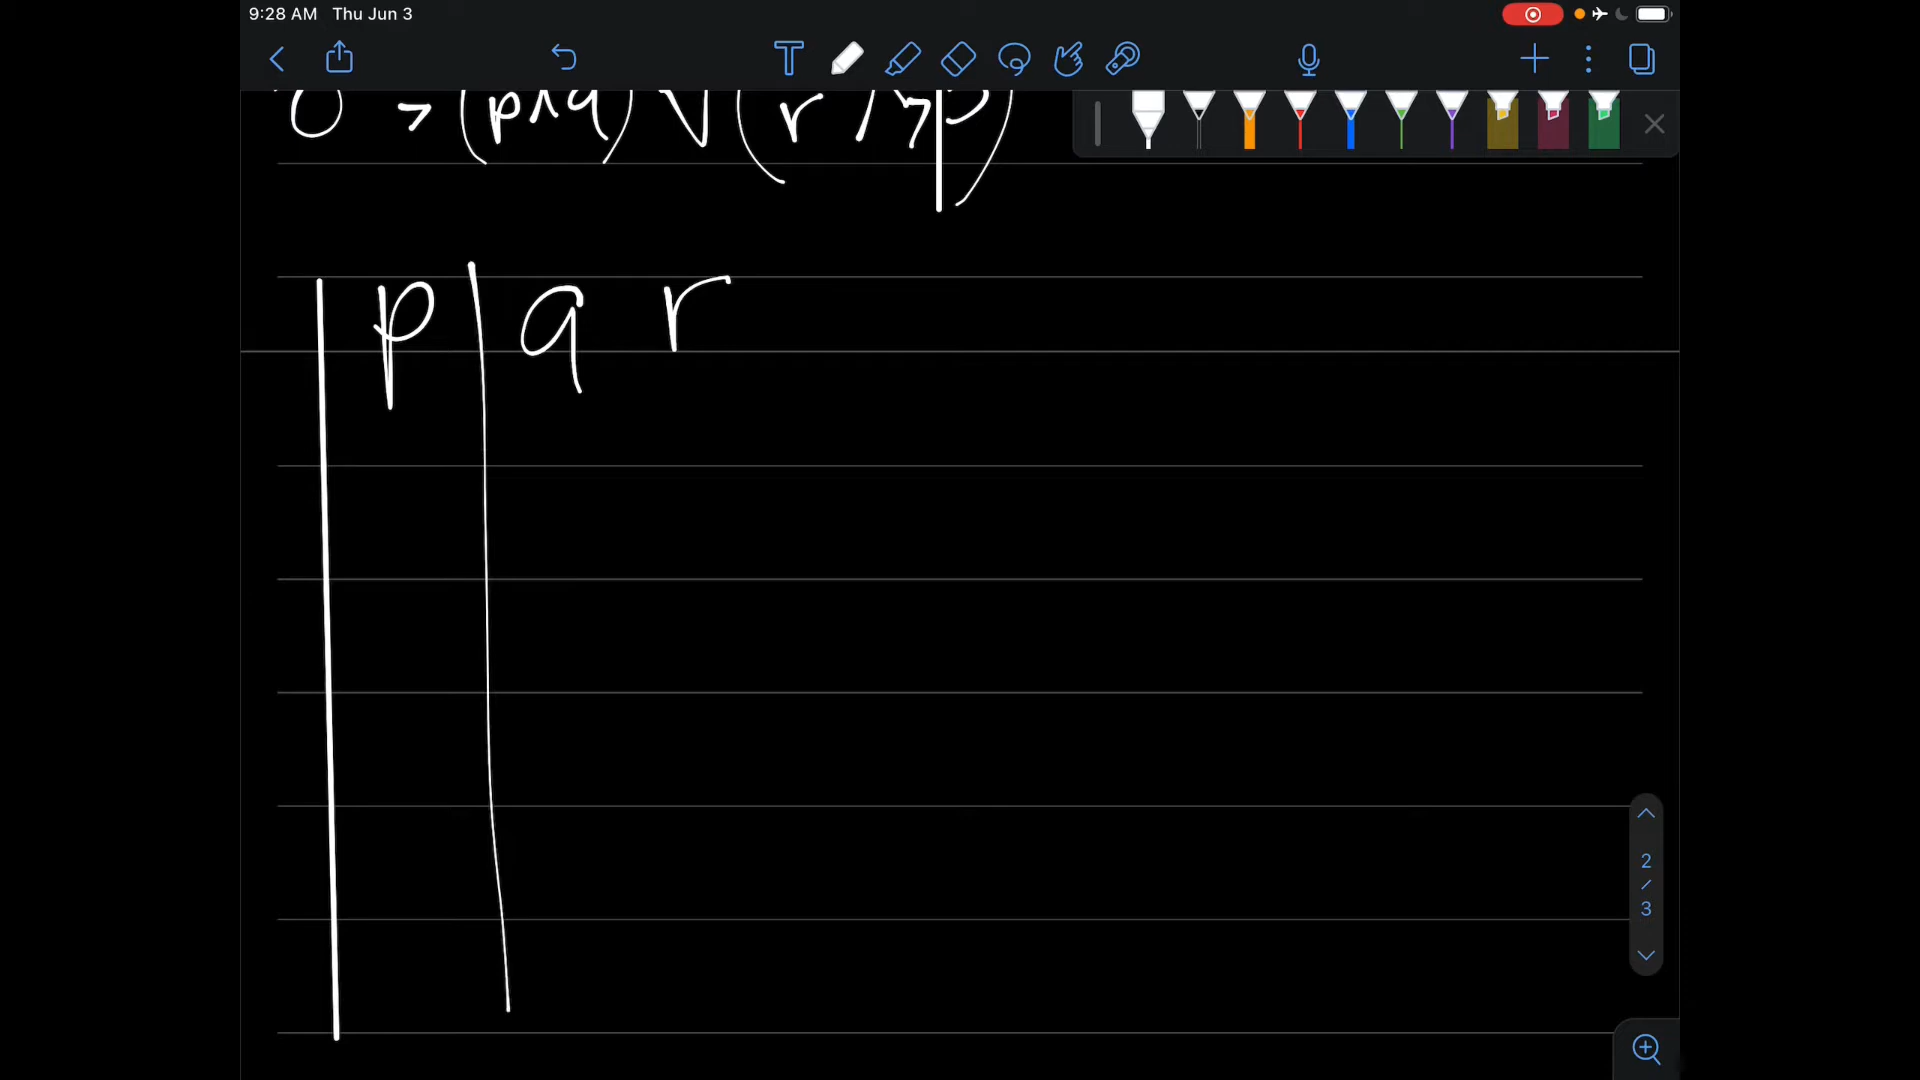 9:28 AM Thu Jun 3
→ (p∧q) ∨ (r ∧ ¬p)
p q r
2
/
3